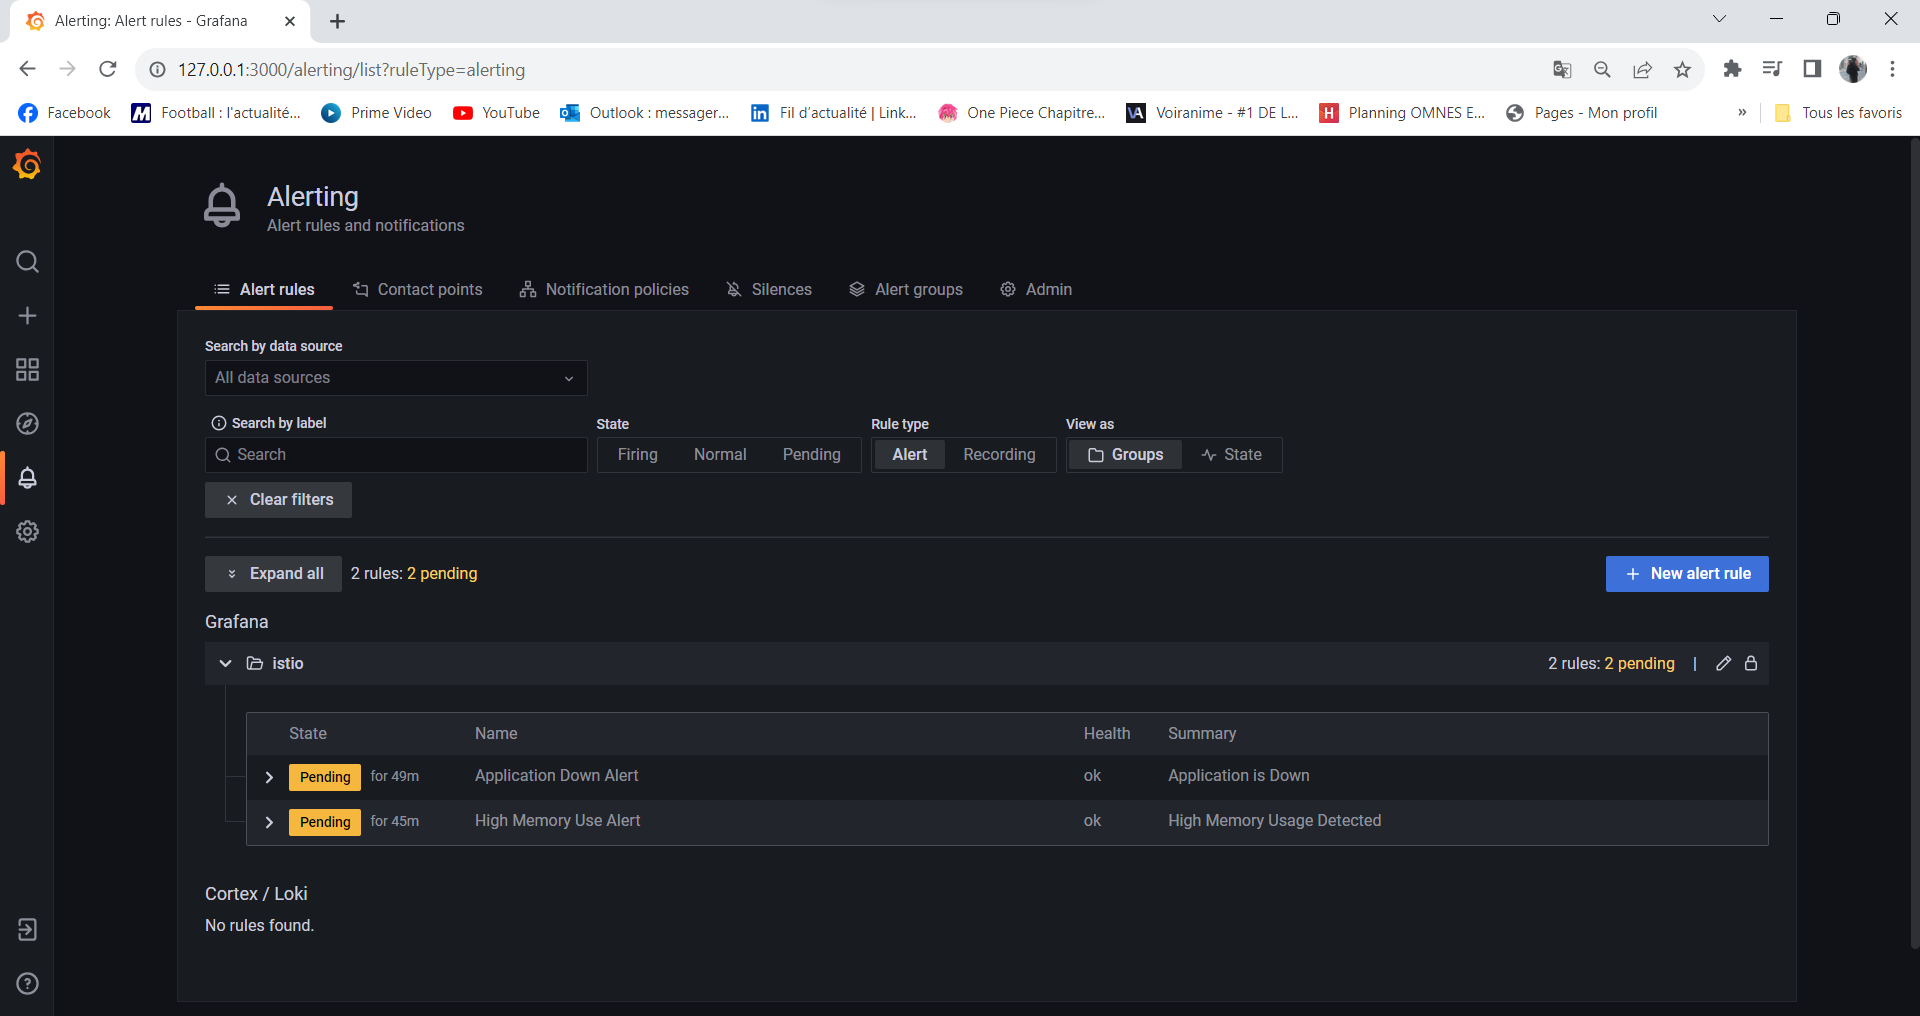 Alerting: Alert rules - Grafana
127.0.0.1:3000/alerting/list?ruleType=alerting
Facebook Football : l'actualité... Prime Video YouTube Outlook : messager... Fil d'actualité | Link... One Piece Chapitre... Voiranime - #1 DE L... Planning OMNES E... Pages - Mon profil » Tous les favoris
Alerting
Alert rules and notifications
Alert rules Contact points Notification policies Silences Alert groups Admin
Search by data source
All data sources
Search by label State Rule type View as
Search Firing Normal Pending Alert Recording Groups State
Clear filters
Expand all 2 rules: 2 pending New alert rule
Grafana
istio 2 rules: 2 pending |
State Name Health Summary
Pending for 49m Application Down Alert ok Application is Down
Pending for 45m High Memory Use Alert ok High Memory Usage Detected
Cortex / Loki
No rules found.